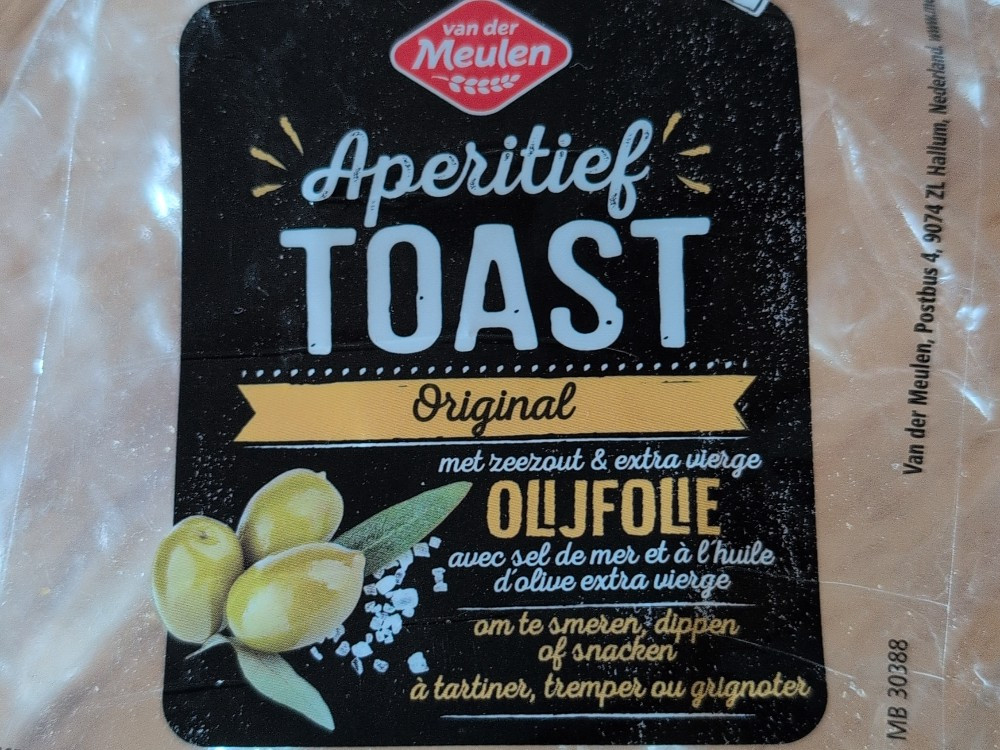 van der
Meulen
Aperitief
TOAST
Original
met zeezout & extra vierge
OLIJFOLIE
avec sel de mer et à l'huile
d'olive extra vierge
om te smeren, dippen
of snacken
à tartiner, tremper ou grignoter
Van der Meulen, Postbus 4, 9074 ZL Hallum, Nederland
MB 30388